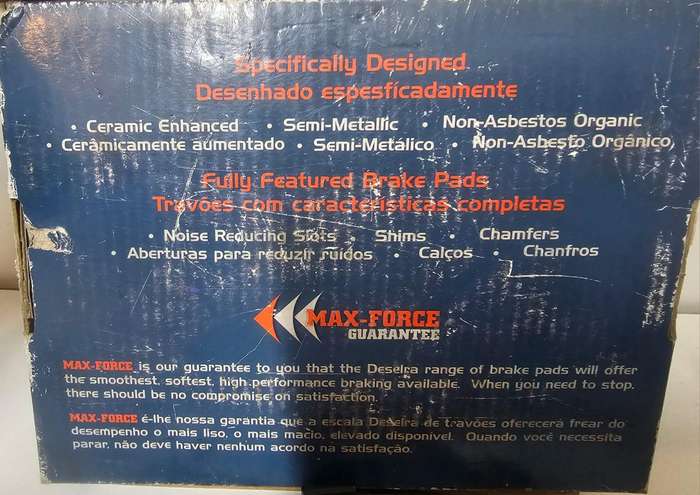 Specifically Designed
Desenhado espesficadamente
• Ceramic Enhanced • Semi-Metallic • Non-Asbestos Organic
• Cerâmicamente aumentado • Semi-Metálico • Non-Asbesto Orgânico
Fully Featured Brake Pads
Travões com características completas
• Noise Reducing Slots • Shims • Chamfers
• Aberturas para reduzir ruídos • Calços • Chanfros
MAX-FORCE
GUARANTEE
MAX-FORCE is our guarantee to you that the Deseira range of brake pads will offer
the smoothest, softest, high performance braking available. When you need to stop,
there should be no compromise on satisfaction.
MAX-FORCE é-lhe nossa garantia que a escala Deseira de travões oferecerá frear do
desempenho o mais liso, o mais macio, elevado disponível. Quando você necessita
parar, não deve haver nenhum acordo na satisfação.